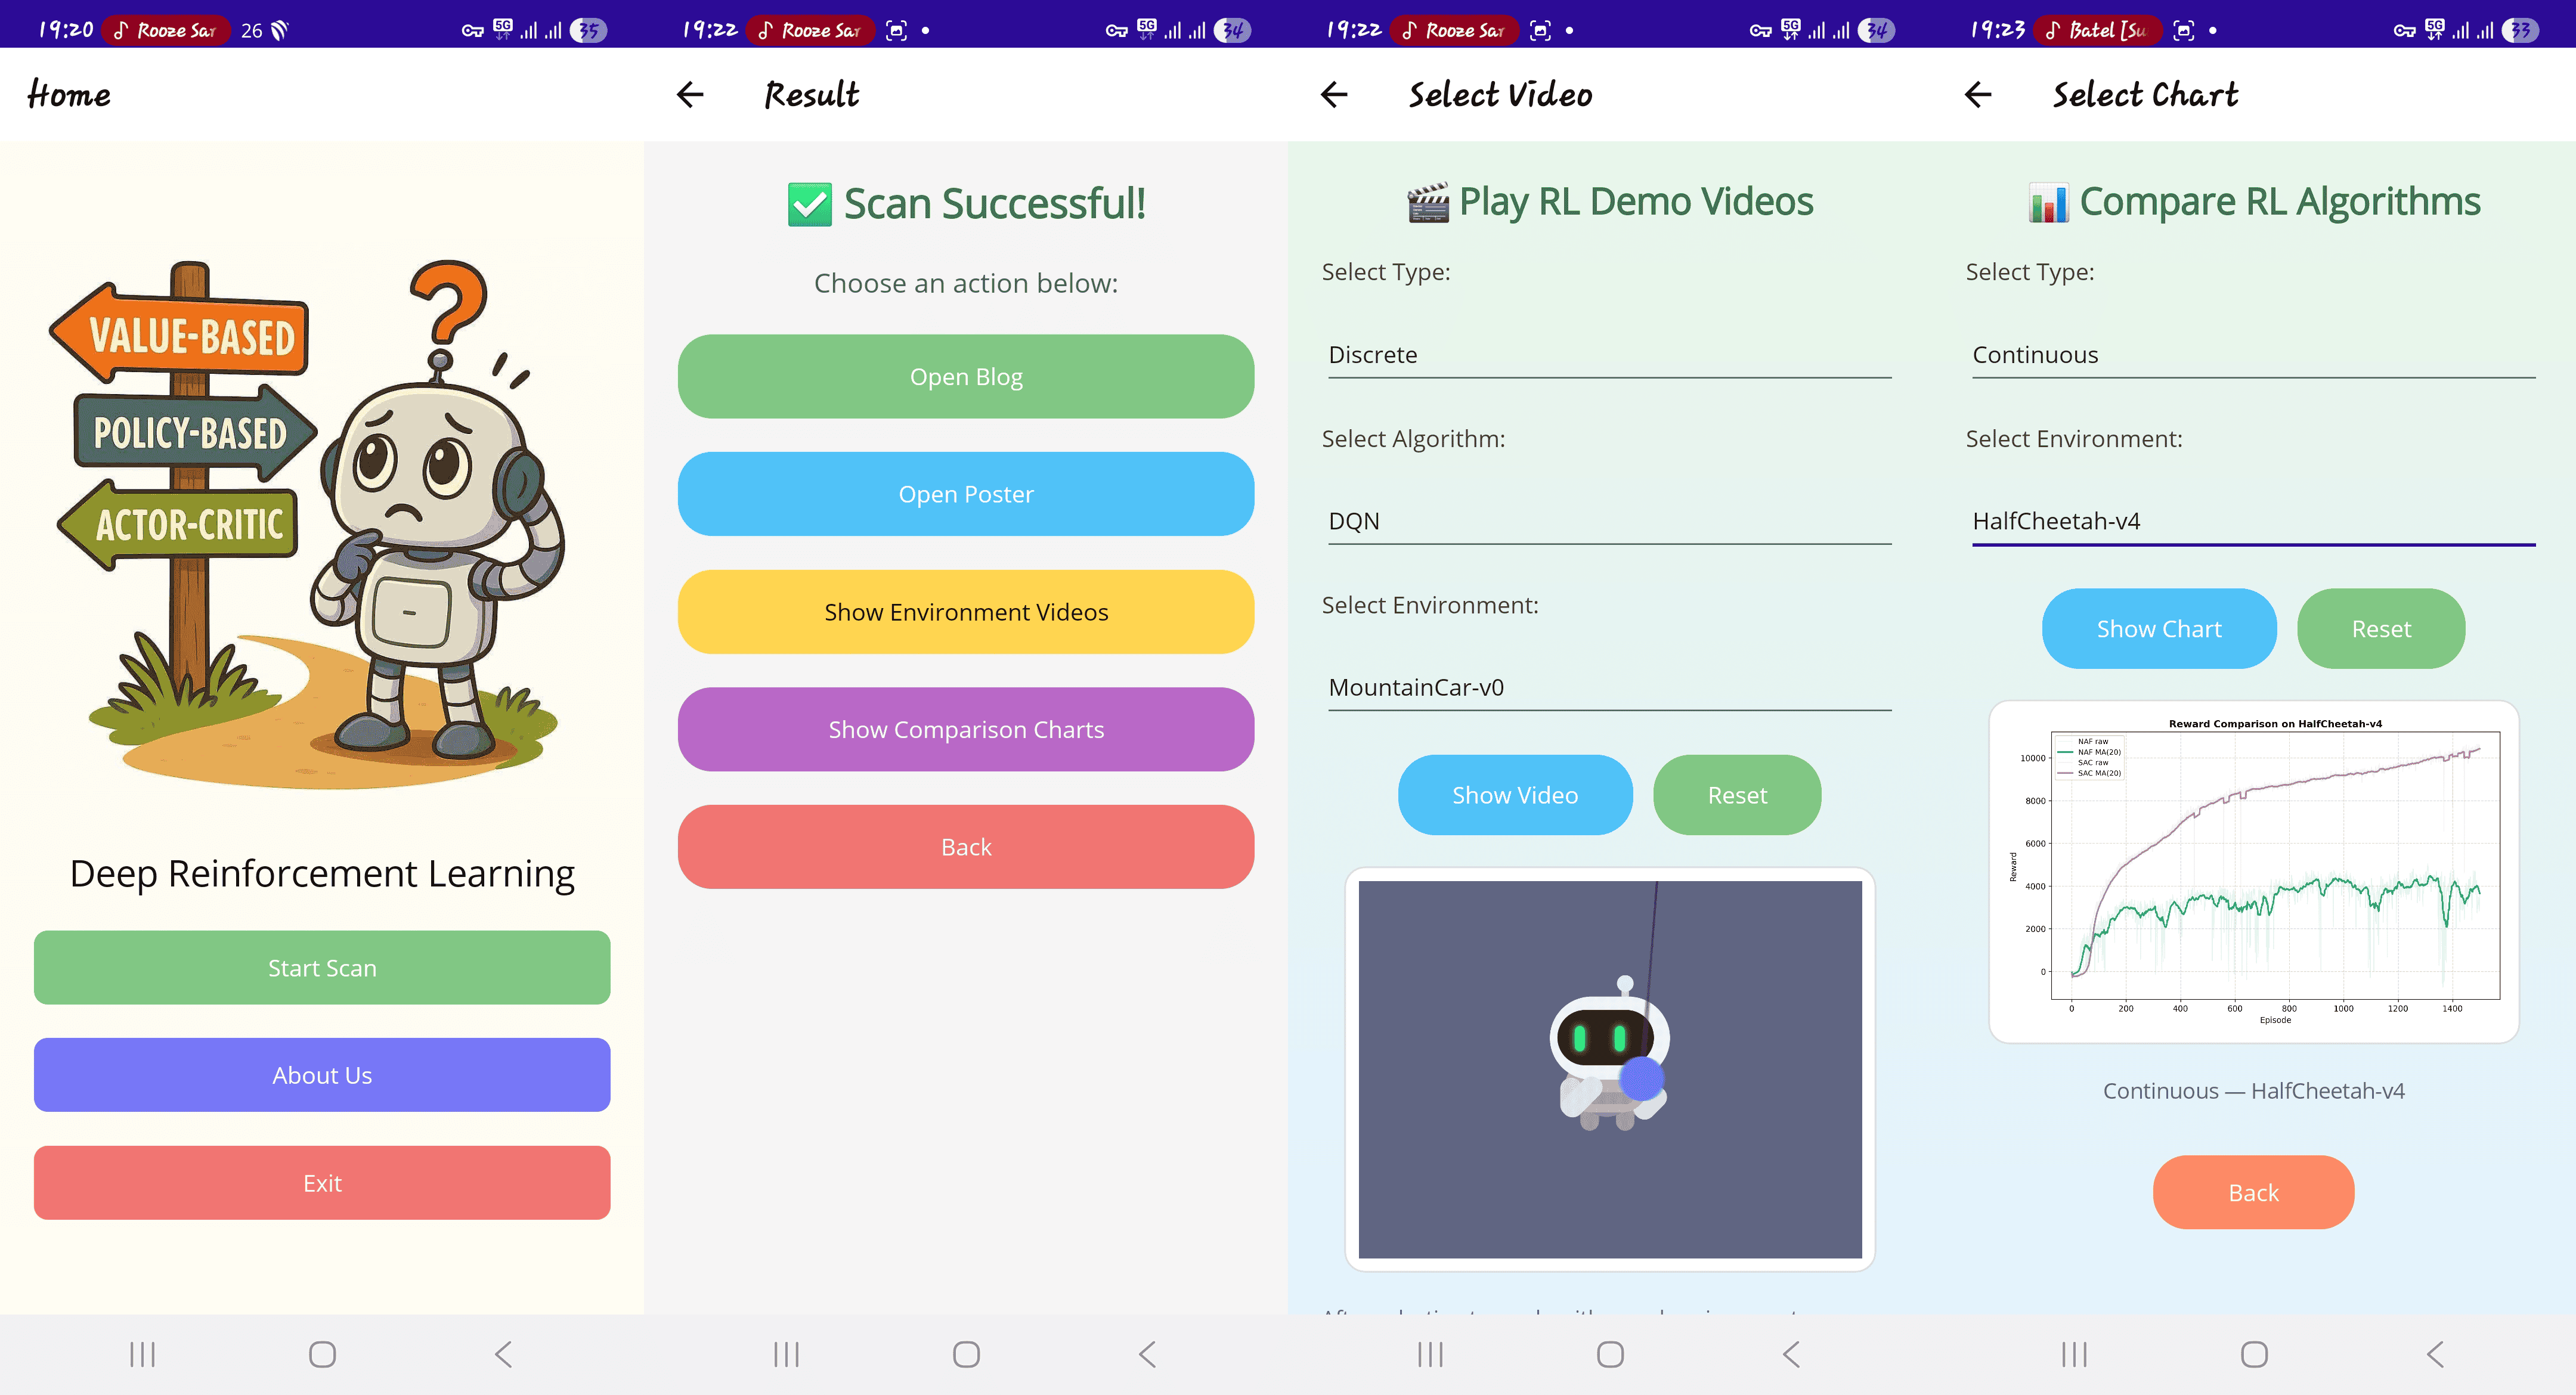 19:20 Rooze Sar 26 5G 35
Home
VALUE-BASED
POLICY-BASED
ACTOR-CRITIC
?
Deep Reinforcement Learning
Start Scan
About Us
Exit
19:22 Rooze Sar 5G 34
Result
Scan Successful!
Choose an action below:
Open Blog
Open Poster
Show Environment Videos
Show Comparison Charts
Back
19:22 Rooze Sar 5G 34
Select Video
Play RL Demo Videos
Select Type:
Discrete
Select Algorithm:
DQN
Select Environment:
MountainCar-v0
Show Video
Reset
19:23 Batel [Su 5G 33
Select Chart
Compare RL Algorithms
Select Type:
Continuous
Select Environment:
HalfCheetah-v4
Show Chart
Reset
Reward Comparison on HalfCheetah-v4
NAF raw
NAF MA(20)
SAC raw
SAC MA(20)
Reward
10000
8000
6000
4000
2000
0
0 200 400 600 800 1000 1200 1400
Episode
Continuous — HalfCheetah-v4
Back